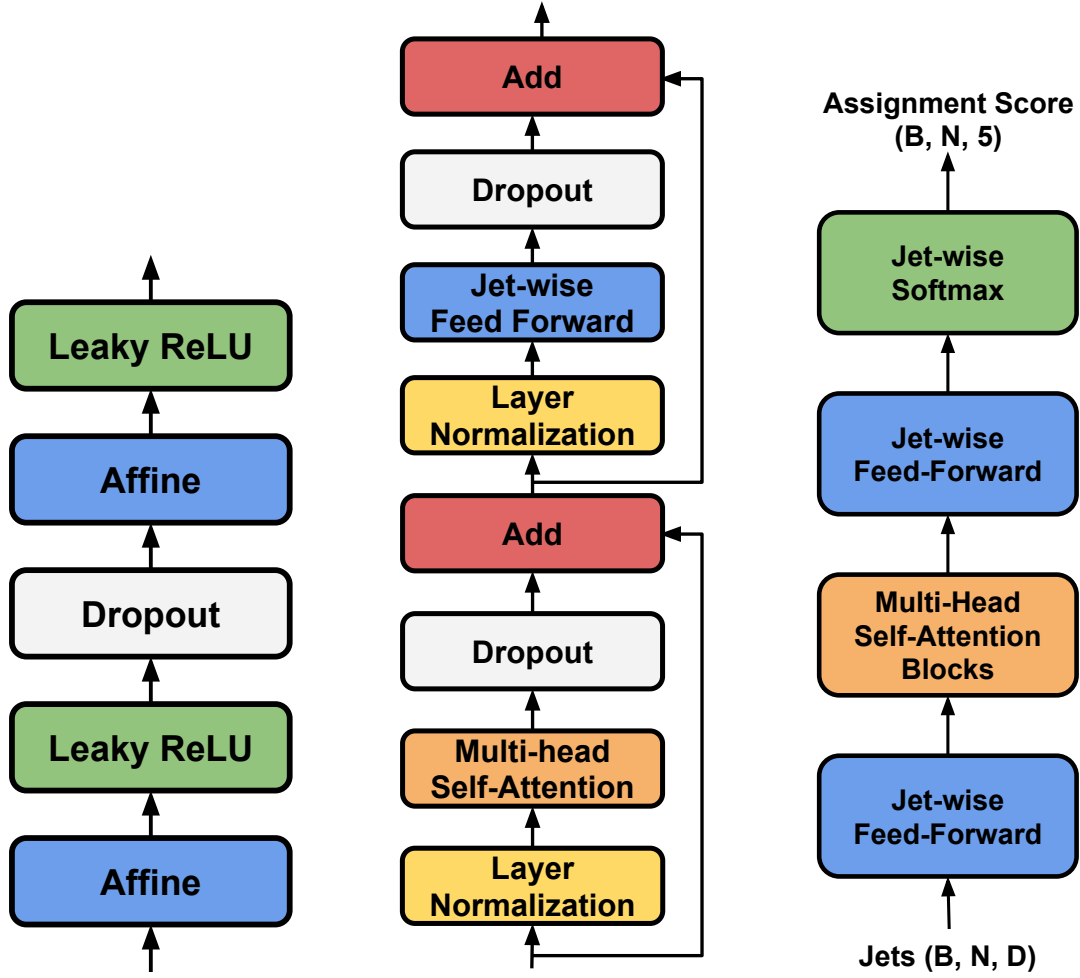 Leaky ReLU
Affine
Dropout
Leaky ReLU
Affine
Add
Dropout
Jet-wise
Feed Forward
Layer
Normalization
Add
Dropout
Multi-head
Self-Attention
Layer
Normalization
Assignment Score
(B, N, 5)
Jet-wise
Softmax
Jet-wise
Feed-Forward
Multi-Head
Self-Attention
Blocks
Jet-wise
Feed-Forward
Jets (B, N, D)